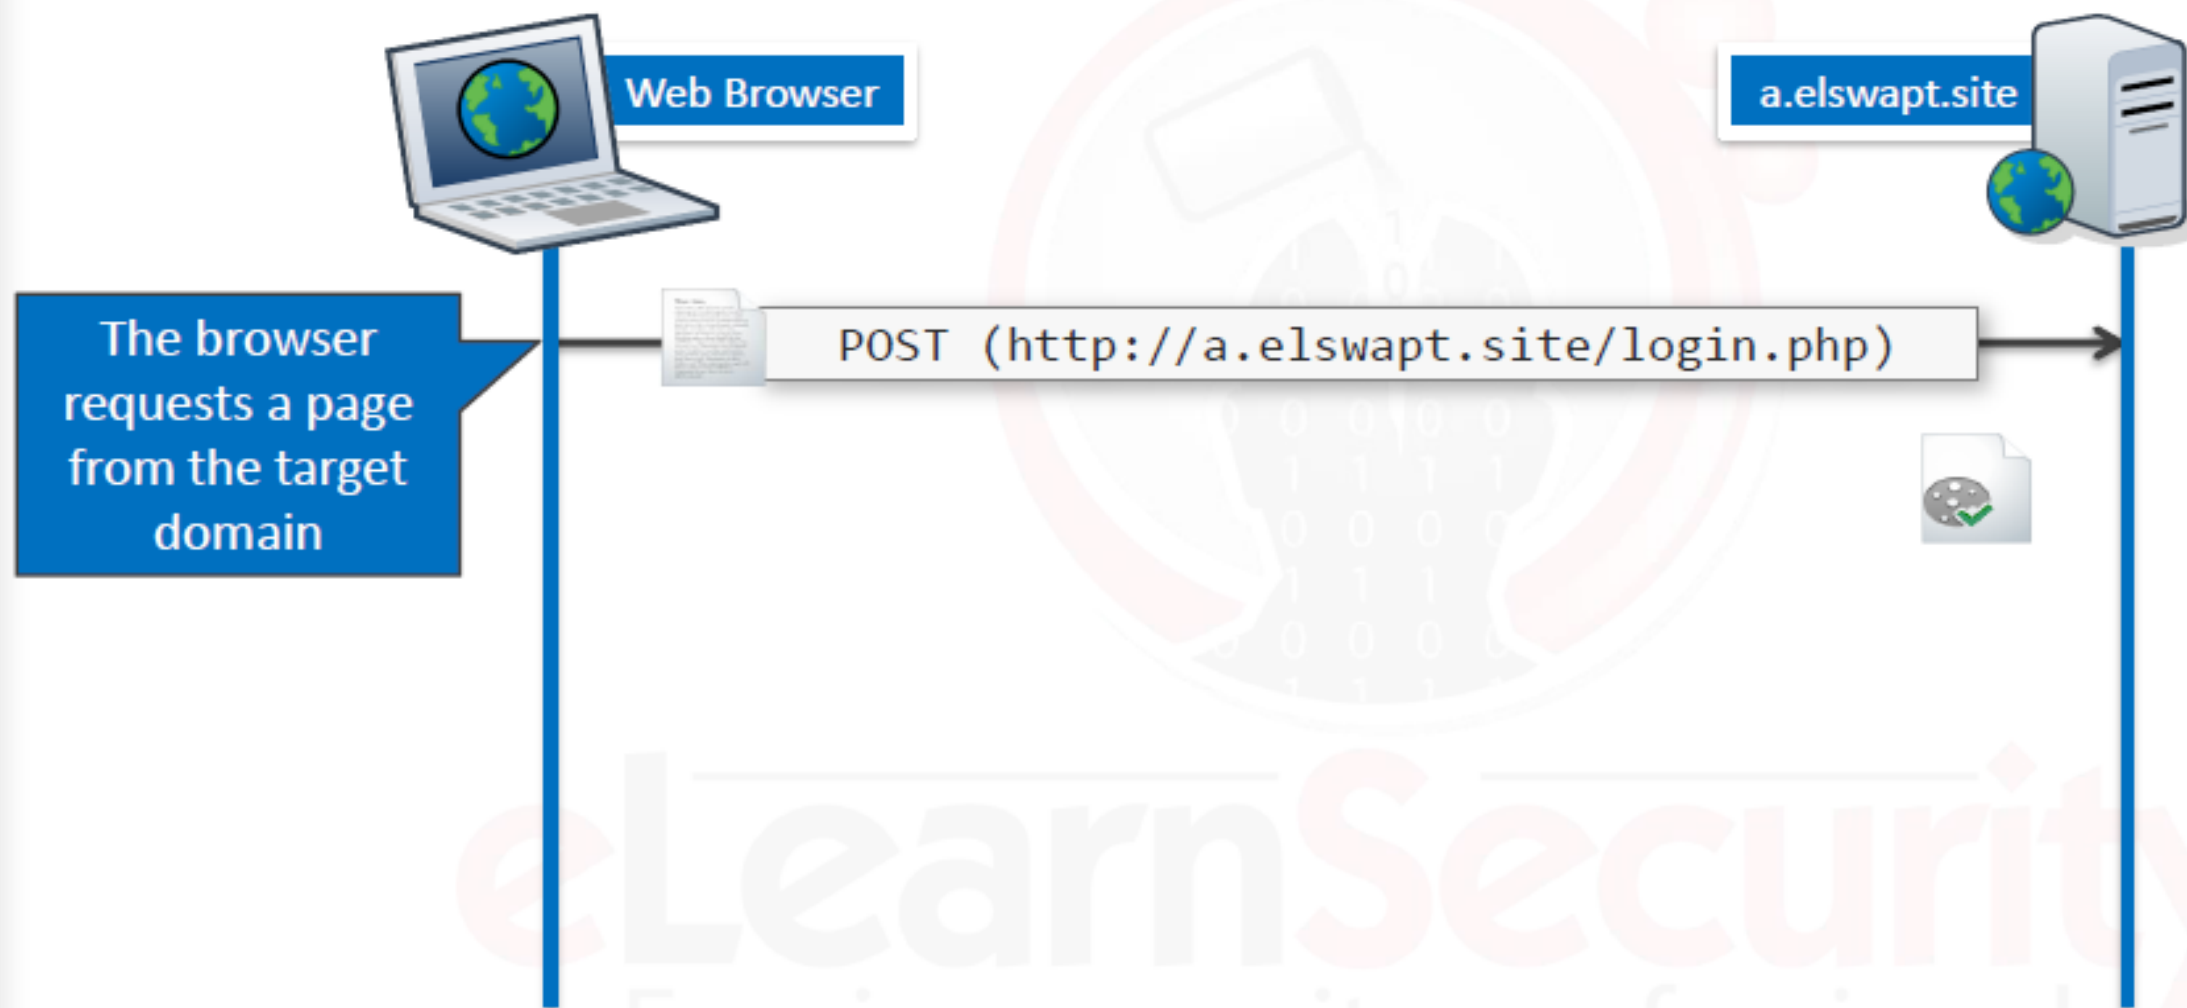 Web Browser
a.elswapt.site
POST (http://a.elswapt.site/login.php)
The browser
requests a page
from the target
domain
eLearnSecurity